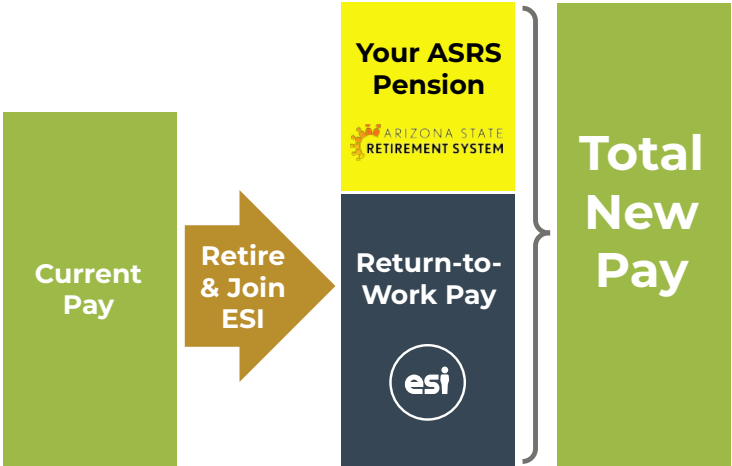 Current
Pay
Retire
& Join
ESI
Your ASRS
Pension
ARIZONA STATE
RETIREMENT SYSTEM
Return-to-
Work Pay
esi
Total
New
Pay